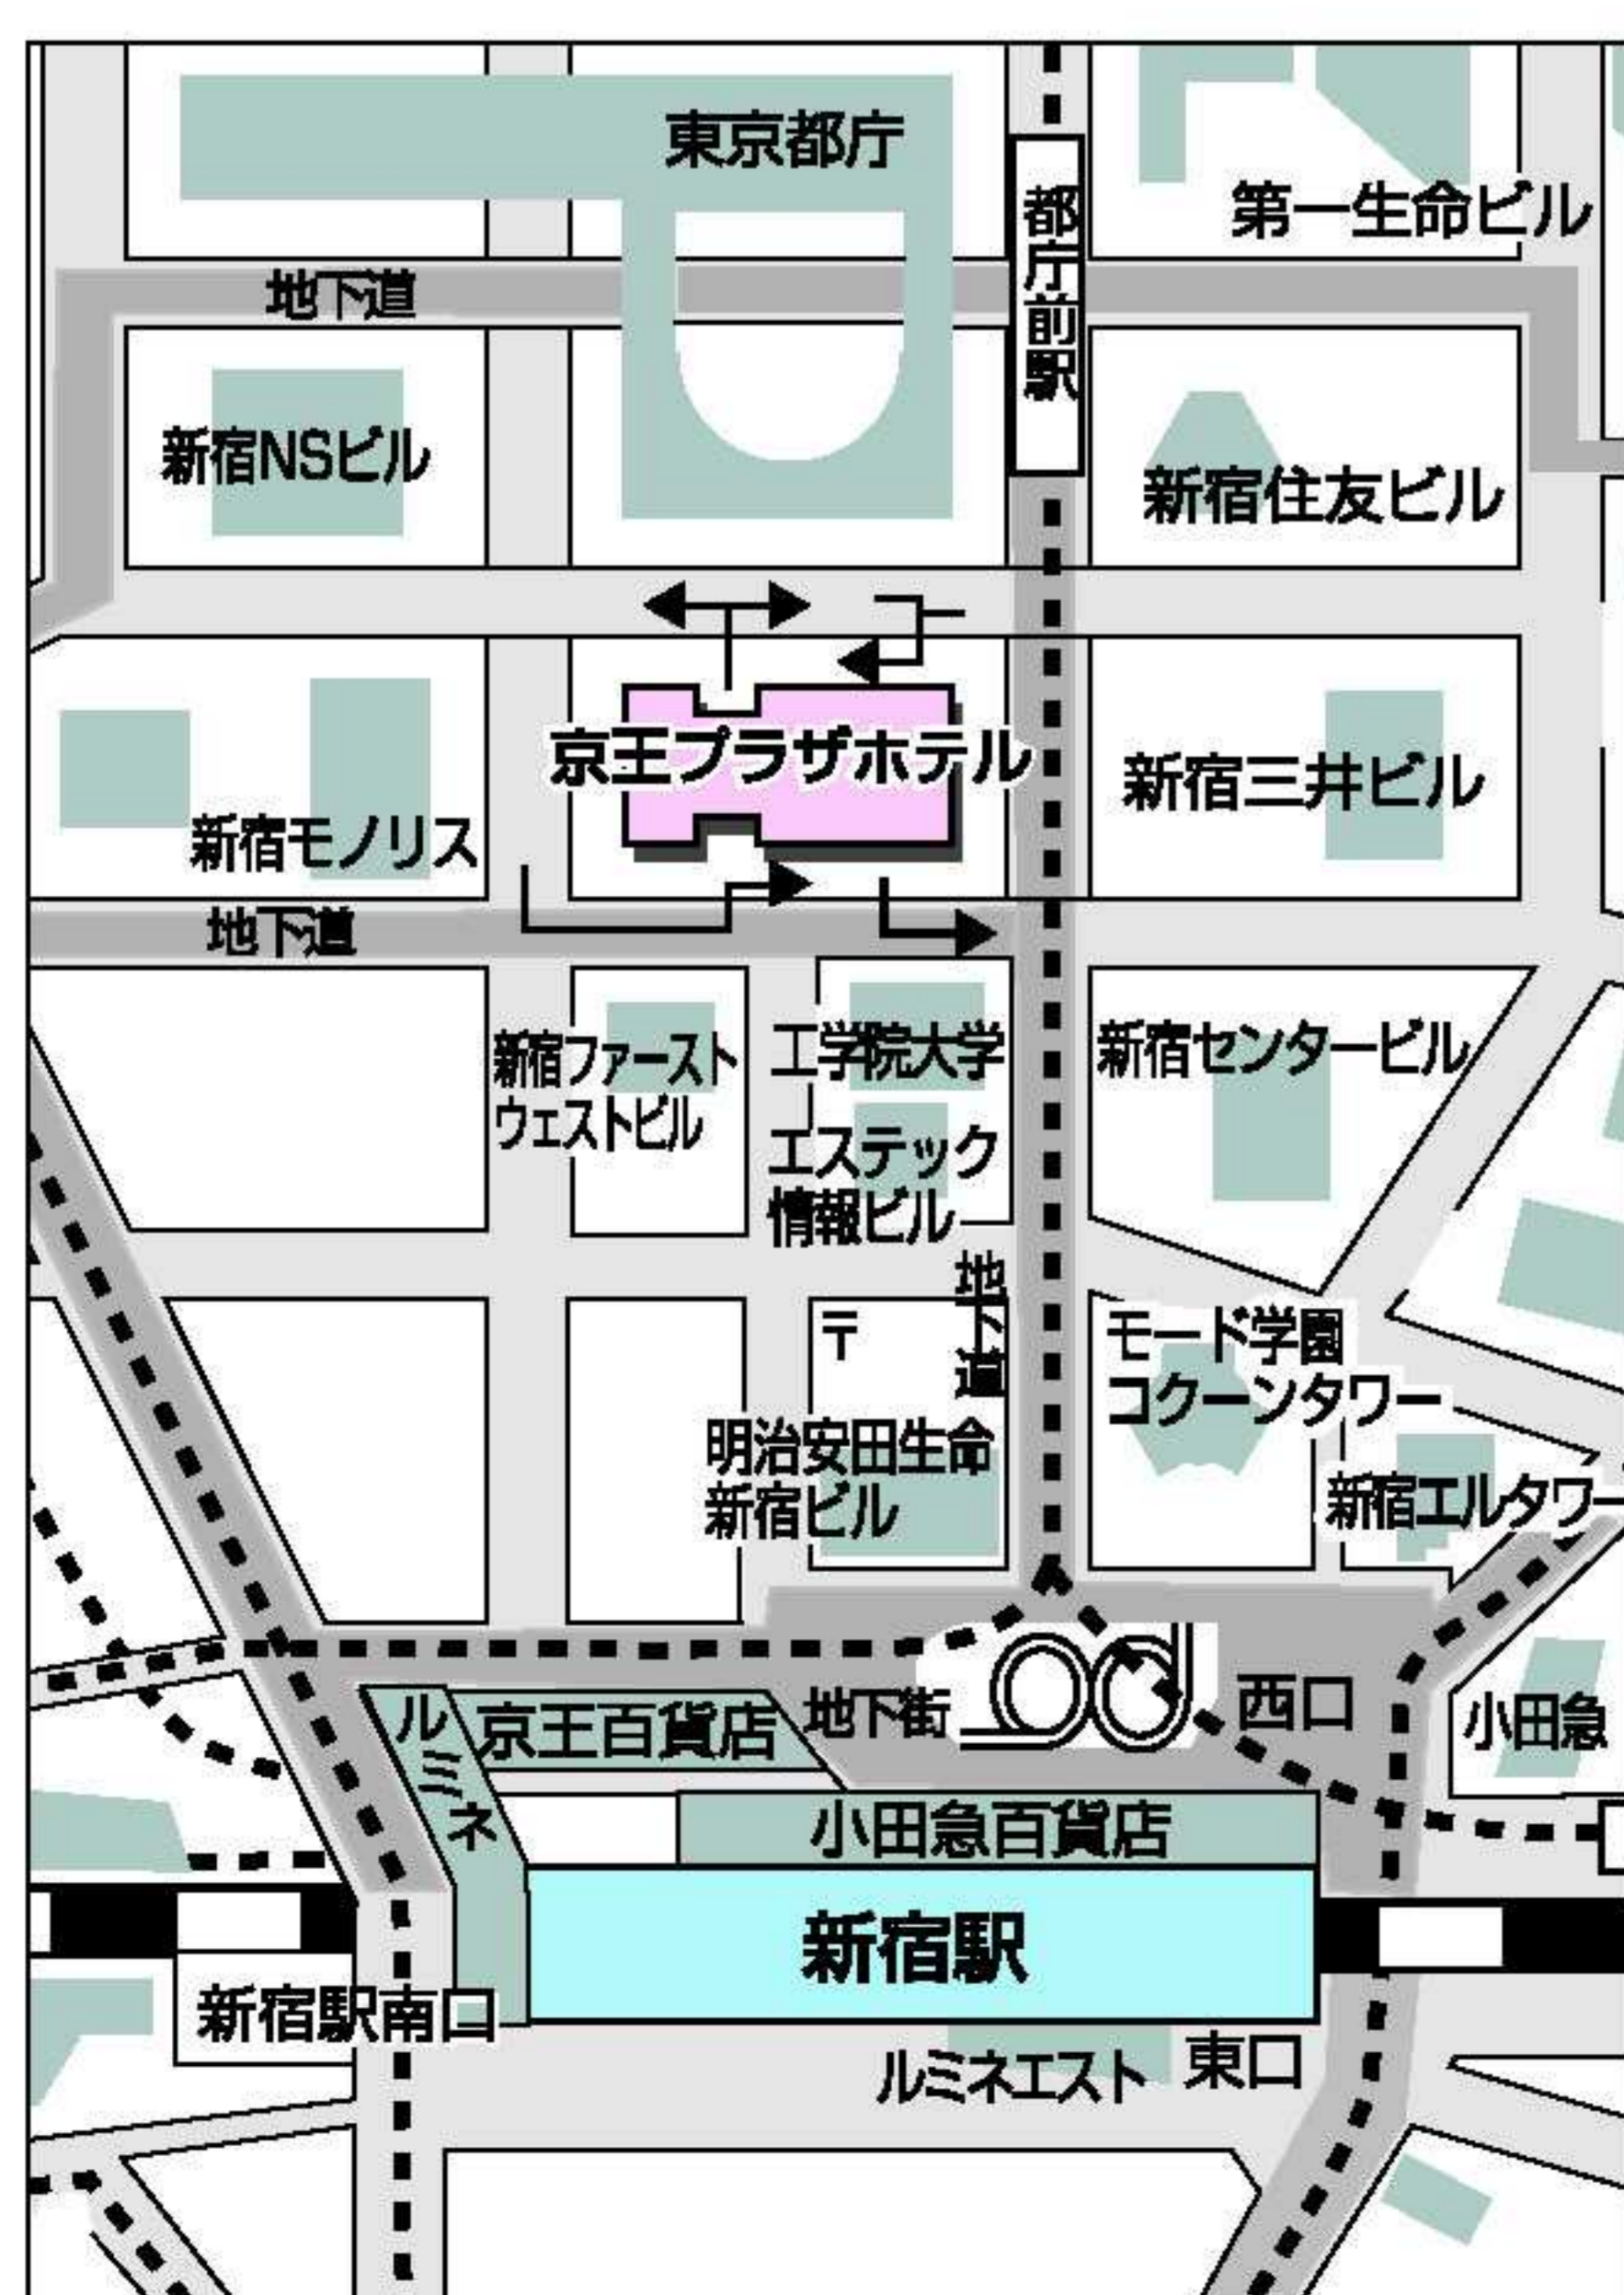 東京都庁
都庁前駅
第一生命ビル
地下道
新宿NSビル
新宿住友ビル
京王プラザホテル
新宿三井ビル
新宿モノリス
地下道
新宿ファースト
ウェストビル
工学院大学
エステック
情報ビル
新宿センタービル
地下道
〒
モード学園
コクーンタワー
明治安田生命
新宿ビル
新宿エルタワー
ルミネ
京王百貨店
地下街
西口
小田急
小田急百貨店
新宿駅
新宿駅南口
ルミネエスト
東口